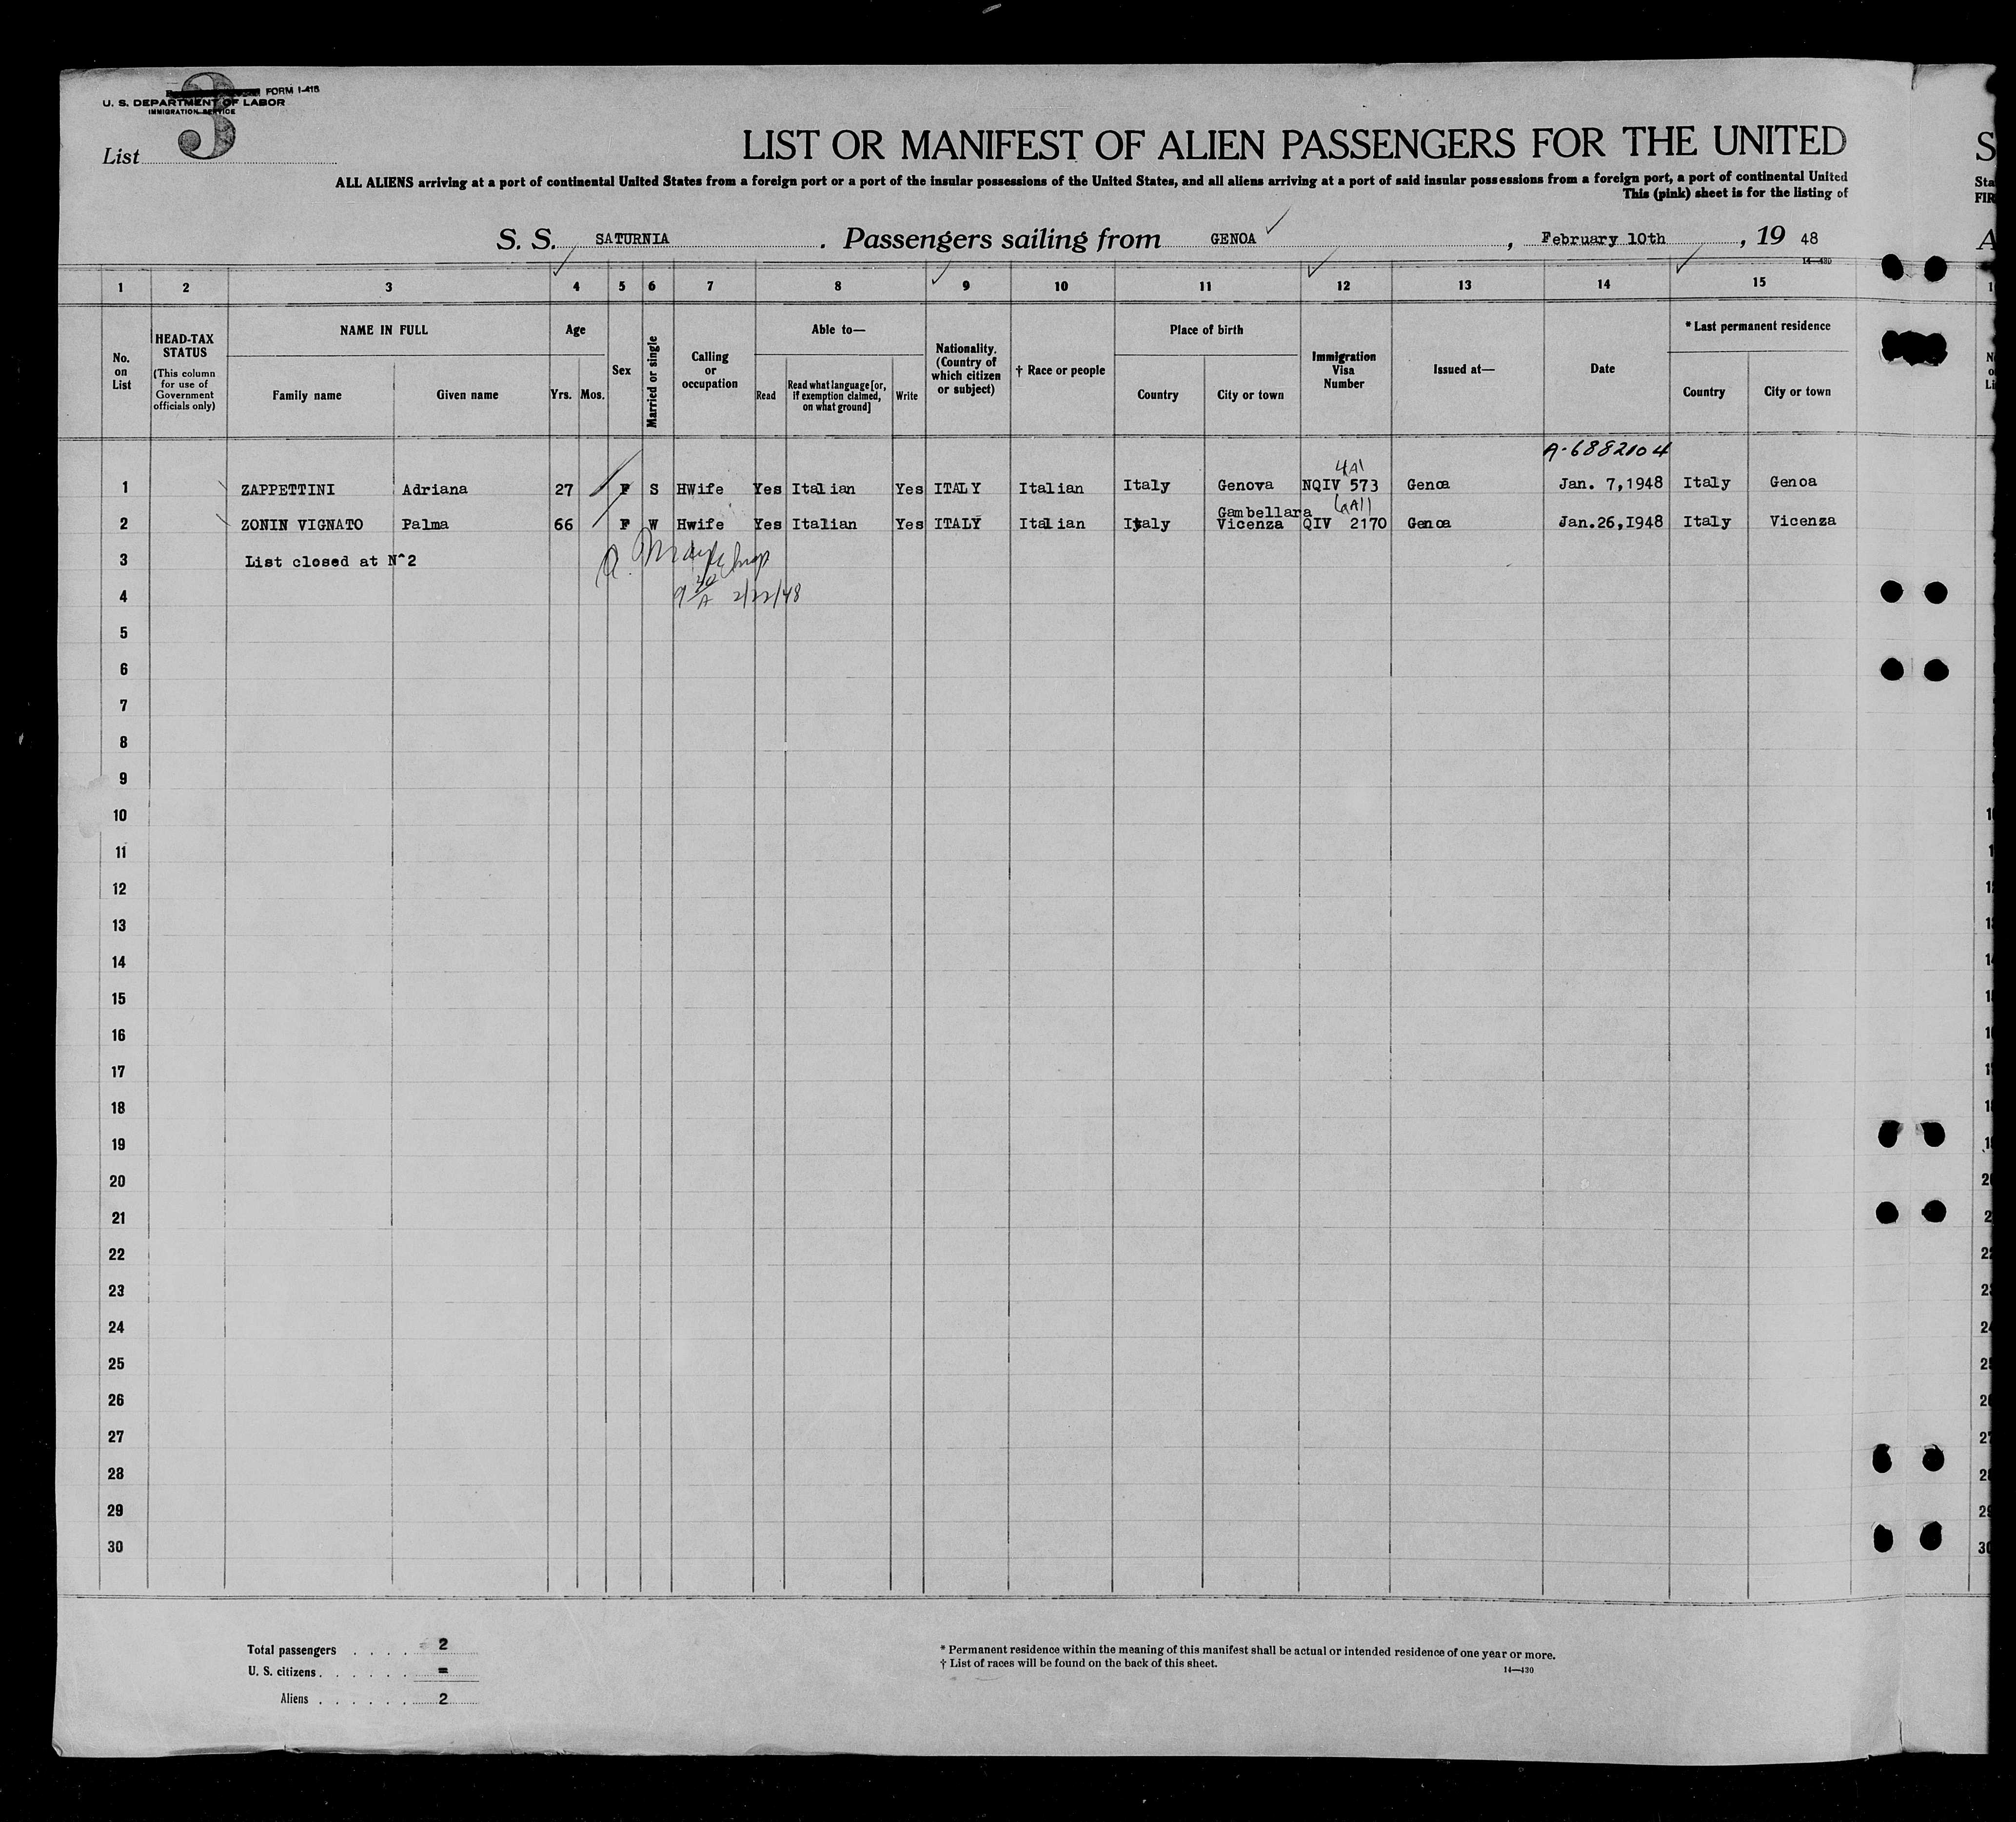 FORM I-415
U. S. DEPARTMENT OF LABOR
IMMIGRATION SERVICE
List 3
LIST OR MANIFEST OF ALIEN PASSENGERS FOR THE UNITED
ALL ALIENS arriving at a port of continental United States from a foreign port or a port of the insular possessions of the United States, and all aliens arriving at a port of said insular possessions from a foreign port, a port of continental United
This (pink) sheet is for the listing of
S. S. SATURNIA . Passengers sailing from GENOA , February 10th , 19 48
14—430
1 2 3 4 5 6 7 8 9 10 11 12 13 14 15
No. on List
HEAD-TAX STATUS
(This column for use of Government officials only)
NAME IN FULL
Family name Given name
Age
Yrs. Mos.
Sex
Married or single
Calling or occupation
Able to—
Read
Read what language [or, if exemption claimed, on what ground]
Write
Nationality. (Country of which citizen or subject)
† Race or people
Place of birth
Country City or town
Immigration Visa Number
Issued at—
Date
* Last permanent residence
Country City or town
A-6882104
4A1
1 ZAPPETTINI Adriana 27 F S HWife Yes Italian Yes ITALY Italian Italy Genova NQIV 573 Genoa Jan. 7,1948 Italy Genoa
Gambellara
2 ZONIN VIGNATO Palma 66 F W Hwife Yes Italian Yes ITALY Italian Italy Vicenza QIV 2170 Genoa Jan.26,1948 Italy Vicenza
3 List closed at N^2
4 2/22/48
5
6
7
8
9
10
11
12
13
14
15
16
17
18
19
20
21
22
23
24
25
26
27
28
29
30
Total passengers . . . . 2
U. S. citizens . . . . . . =
Aliens . . . . . . 2
* Permanent residence within the meaning of this manifest shall be actual or intended residence of one year or more.
† List of races will be found on the back of this sheet.
14—430